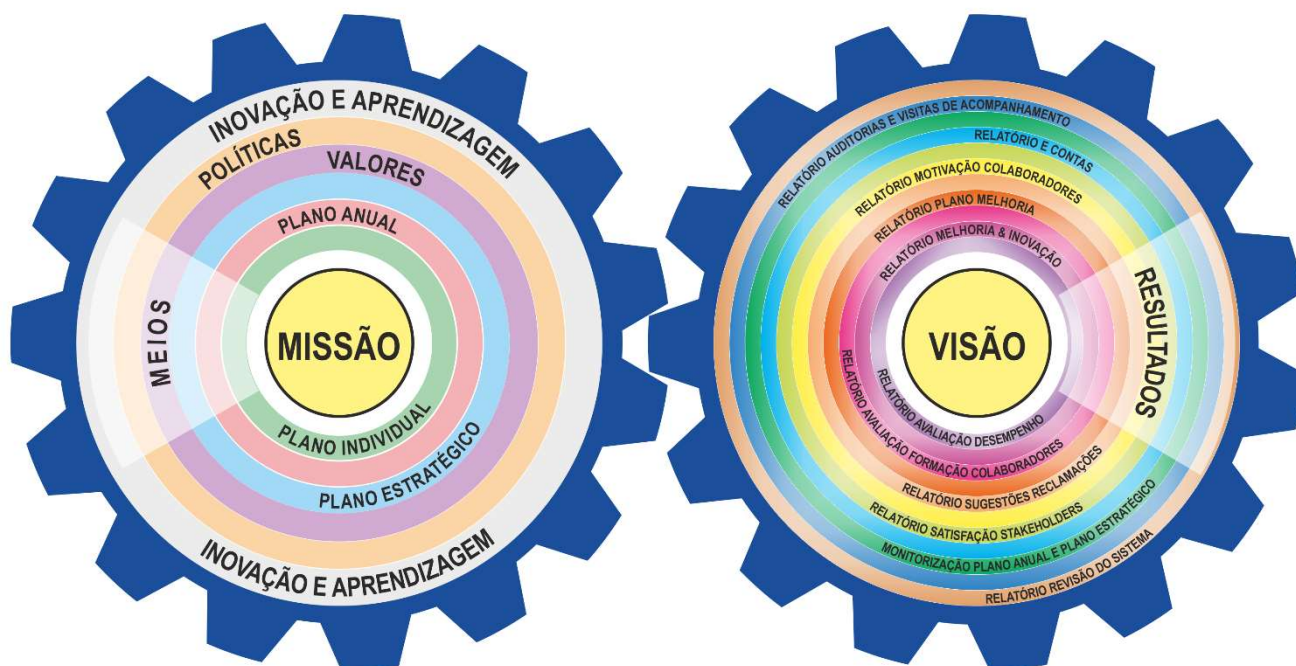 INOVAÇÃO E APRENDIZAGEM
POLÍTICAS
VALORES
PLANO ANUAL
MEIOS
MISSÃO
PLANO INDIVIDUAL
PLANO ESTRATÉGICO
INOVAÇÃO E APRENDIZAGEM
RELATÓRIO AUDITORIAS E VISITAS DE ACOMPANHAMENTO
RELATÓRIO E CONTAS
RELATÓRIO MOTIVAÇÃO COLABORADORES
RELATÓRIO PLANO MELHORIA
RELATÓRIO MELHORIA & INOVAÇÃO
VISÃO
RESULTADOS
RELATÓRIO AVALIAÇÃO DESEMPENHO
RELATÓRIO AVALIAÇÃO FORMAÇÃO COLABORADORES
RELATÓRIO SUGESTÕES RECLAMAÇÕES
RELATÓRIO SATISFAÇÃO STAKEHOLDERS
MONITORIZAÇÃO PLANO ANUAL E PLANO ESTRATÉGICO
RELATÓRIO REVISÃO DO SISTEMA